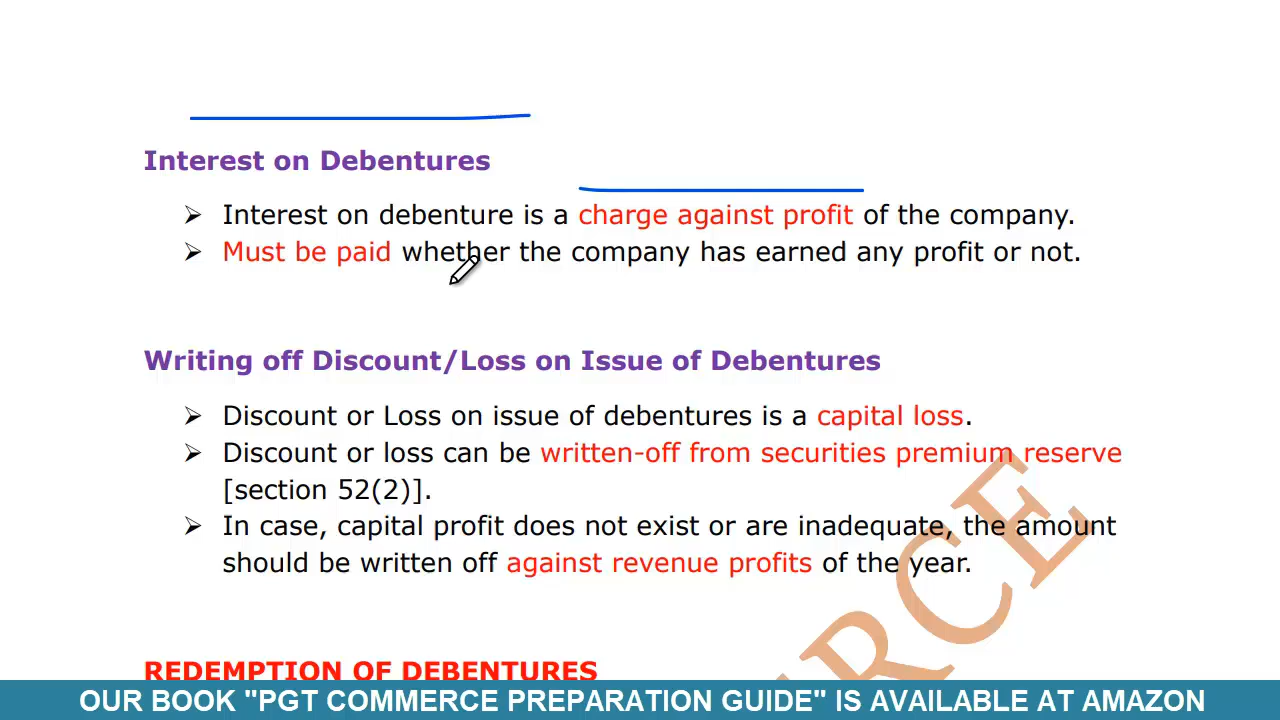 Interest on Debentures
➢ Interest on debenture is a charge against profit of the company.
➢ Must be paid whether the company has earned any profit or not.
Writing off Discount/Loss on Issue of Debentures
➢ Discount or Loss on issue of debentures is a capital loss.
➢ Discount or loss can be written-off from securities premium reserve
[section 52(2)].
➢ In case, capital profit does not exist or are inadequate, the amount
should be written off against revenue profits of the year.
RCE
REDEMPTION OF DEBENTURES
OUR BOOK "PGT COMMERCE PREPARATION GUIDE" IS AVAILABLE AT AMAZON